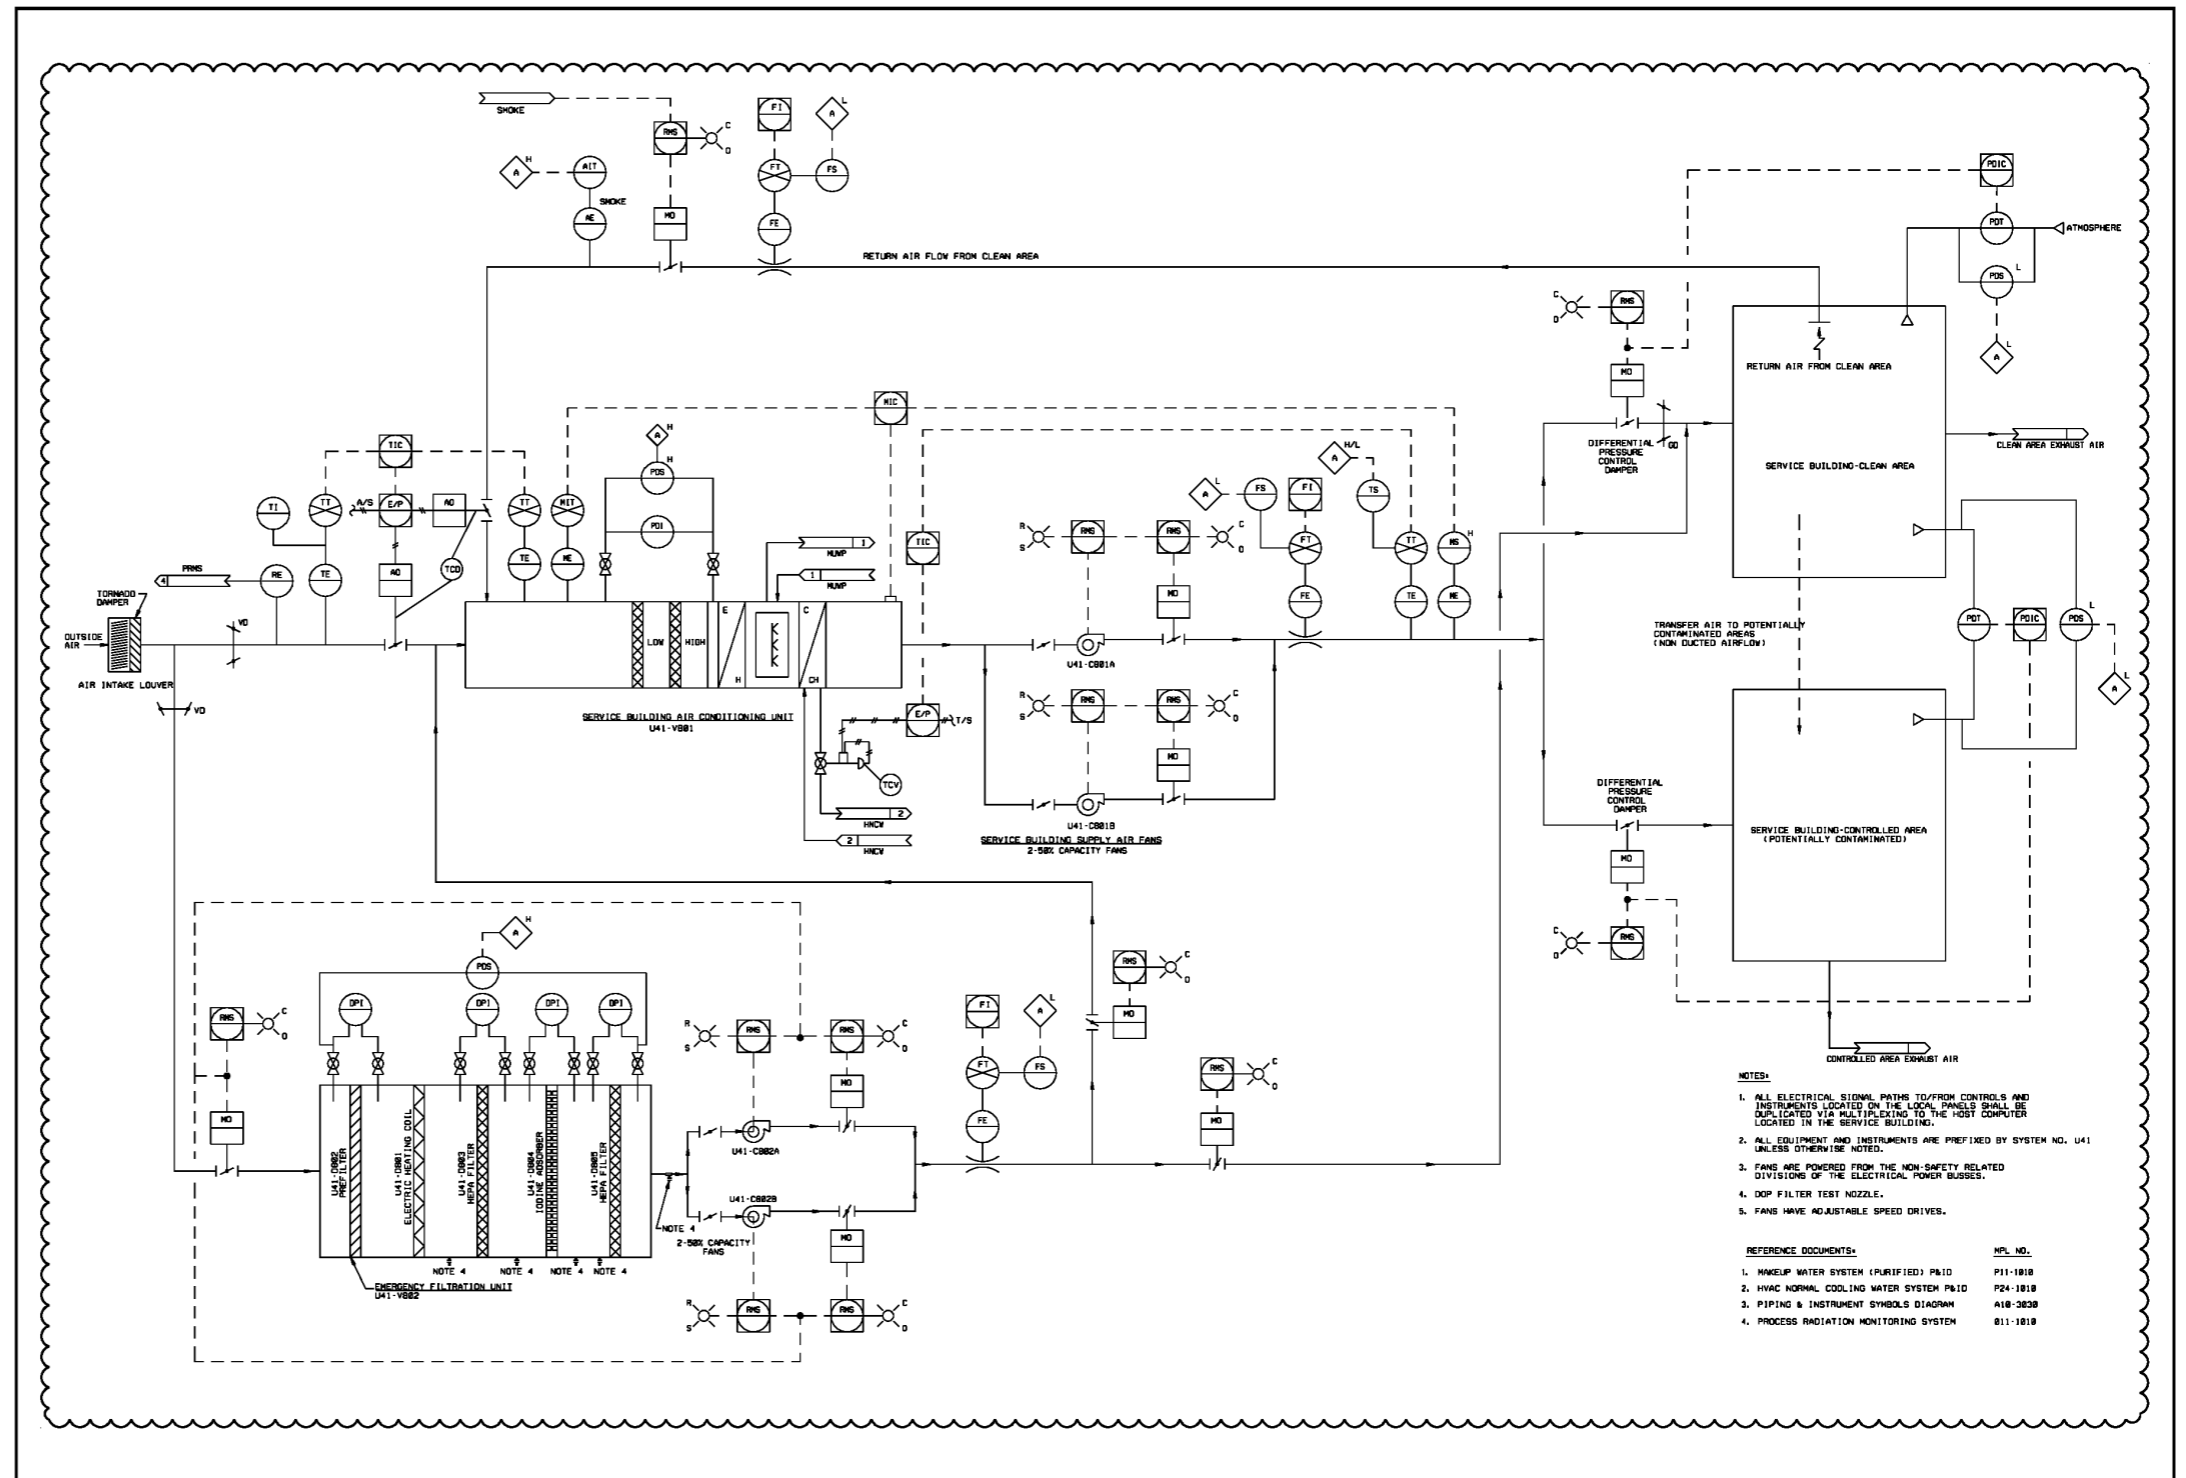 SMOKE
RMS
C
O
FI
A
L
FT
FS
FE
A
H
AIT
SMOKE
AE
MO
RETURN AIR FLOW FROM CLEAN AREA
PDIC
PDT
ATMOSPHERE
PDS
L
A
L
C
O
RMS
MO
DIFFERENTIAL
PRESSURE
CONTROL
DAMPER
GD
RETURN AIR FROM CLEAN AREA
SERVICE BUILDING-CLEAN AREA
CLEAN AREA EXHAUST AIR
TIC
TI
TT
A/S
E/P
AO
AO
TCD
TE
RE
PRMS
4
TORNADO
DAMPER
OUTSIDE
AIR
AIR INTAKE LOUVER
VD
VD
TT
TE
MIT
ME
A
H
PDS
H
PDI
MIC
TIC
MUWP
1
1
MUWP
LOW
HIGH
E
H
C
CH
SERVICE BUILDING AIR CONDITIONING UNIT
U41-V801
E/P
T/S
TCV
2
HNCW
2
HNCW
R
S
RMS
RMS
C
O
MO
U41-C801A
R
S
RMS
RMS
C
O
MO
U41-C801B
SERVICE BUILDING SUPPLY AIR FANS
2-50% CAPACITY FANS
A
L
FS
FI
FT
FE
A
H/L
TS
TT
TE
MS
H
ME
TRANSFER AIR TO POTENTIALLY
CONTAMINATED AREAS
(NON DUCTED AIRFLOW)
PDT
PDIC
PDS
L
A
L
DIFFERENTIAL
PRESSURE
CONTROL
DAMPER
MO
C
O
RMS
SERVICE BUILDING-CONTROLLED AREA
(POTENTIALLY CONTAMINATED)
CONTROLLED AREA EXHAUST AIR
A
H
PDS
DPI
DPI
DPI
DPI
RMS
C
O
MO
U41-D802
PREFILTER
U41-D801
ELECTRIC HEATING COIL
U41-D803
HEPA FILTER
U41-D804
IODINE ADSORBER
U41-D805
HEPA FILTER
NOTE 4
NOTE 4
NOTE 4
NOTE 4
EMERGENCY FILTRATION UNIT
U41-V802
R
S
RMS
RMS
C
O
MO
U41-C802A
U41-C802B
NOTE 4
2-50% CAPACITY
FANS
MO
R
S
RMS
RMS
C
O
FI
A
L
FT
FS
FE
RMS
C
O
MO
RMS
C
O
MO
NOTES:
1. ALL ELECTRICAL SIGNAL PATHS TO/FROM CONTROLS AND
INSTRUMENTS LOCATED ON THE LOCAL PANELS SHALL BE
DUPLICATED VIA MULTIPLEXING TO THE HOST COMPUTER
LOCATED IN THE SERVICE BUILDING.
2. ALL EQUIPMENT AND INSTRUMENTS ARE PREFIXED BY SYSTEM NO. U41
UNLESS OTHERWISE NOTED.
3. FANS ARE POWERED FROM THE NON-SAFETY RELATED
DIVISIONS OF THE ELECTRICAL POWER BUSSES.
4. DOP FILTER TEST NOZZLE.
5. FANS HAVE ADJUSTABLE SPEED DRIVES.
REFERENCE DOCUMENTS: MPL NO.
1. MAKEUP WATER SYSTEM (PURIFIED) P&ID P11-1010
2. HVAC NORMAL COOLING WATER SYSTEM P&ID P24-1010
3. PIPING & INSTRUMENT SYMBOLS DIAGRAM A10-3030
4. PROCESS RADIATION MONITORING SYSTEM D11-1010